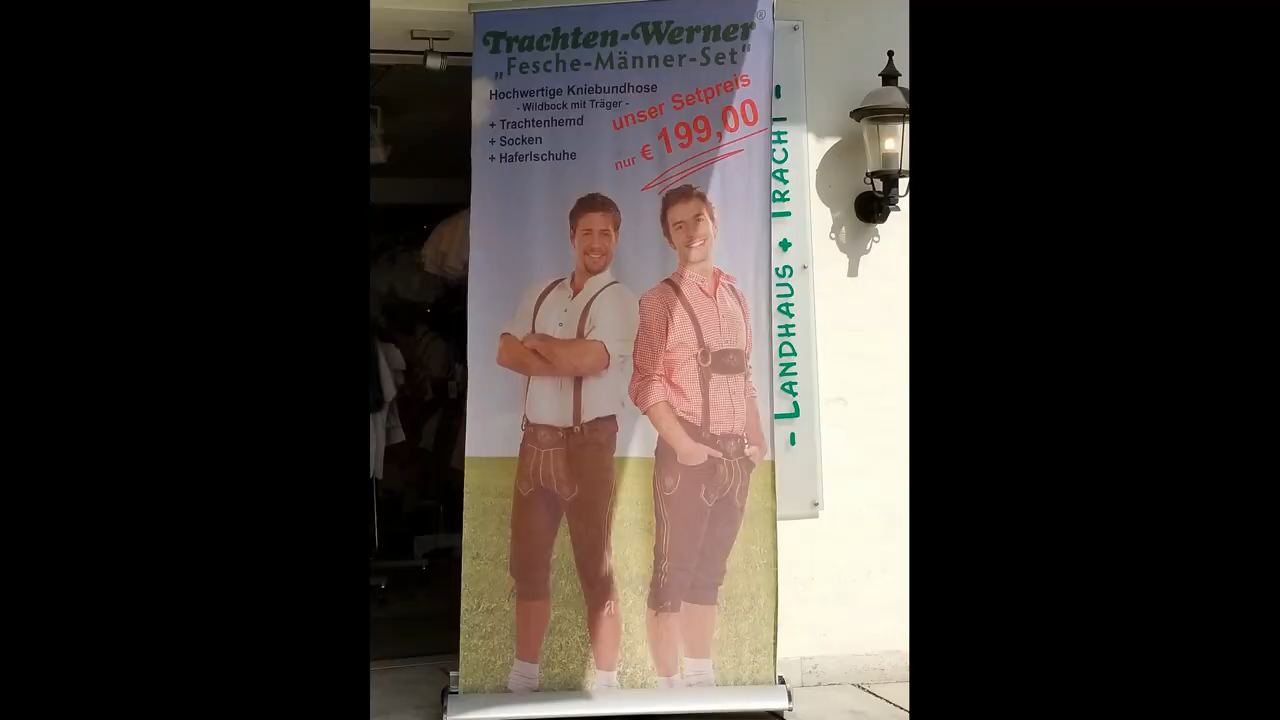 Trachten-Werner®
„Fesche-Männer-Set"
Hochwertige Kniebundhose
- Wildbock mit Träger -
+ Trachtenhemd
+ Socken
+ Haferlschuhe
unser Setpreis
nur € 199,00
- LANDHAUS + TRACHT -